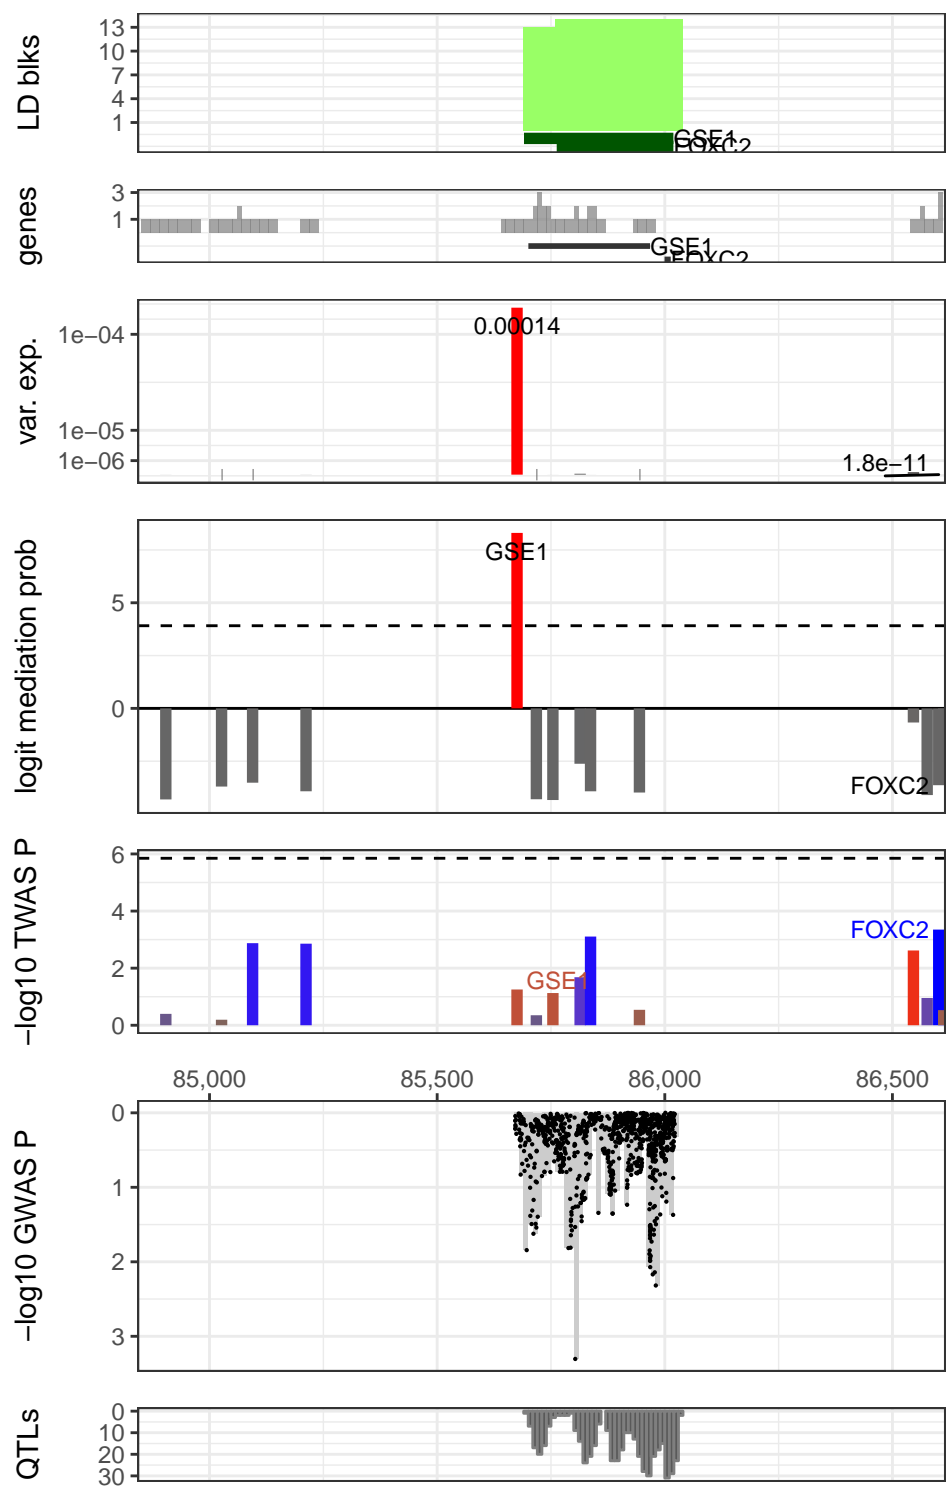 LD blks
13
10
7
4
1
GSE1
FOXC2
genes
3
1
GSE1
FOXC2
var. exp.
1e−04
1e−05
1e−06
0.00014
1.8e−11
logit mediation prob
5
0
GSE1
FOXC2
−log10 TWAS P
6
4
2
0
GSE1
FOXC2
85,000 85,500 86,000 86,500
−log10 GWAS P
0
1
2
3
QTLs
0
10
20
30